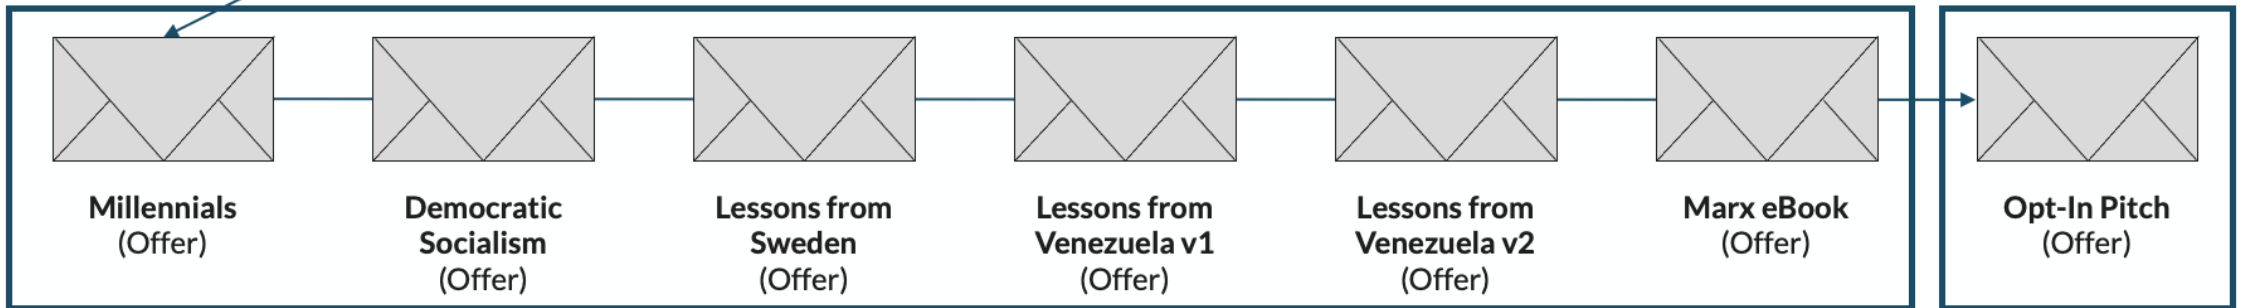 Millennials
(Offer)
Democratic
Socialism
(Offer)
Lessons from
Sweden
(Offer)
Lessons from
Venezuela v1
(Offer)
Lessons from
Venezuela v2
(Offer)
Marx eBook
(Offer)
Opt-In Pitch
(Offer)